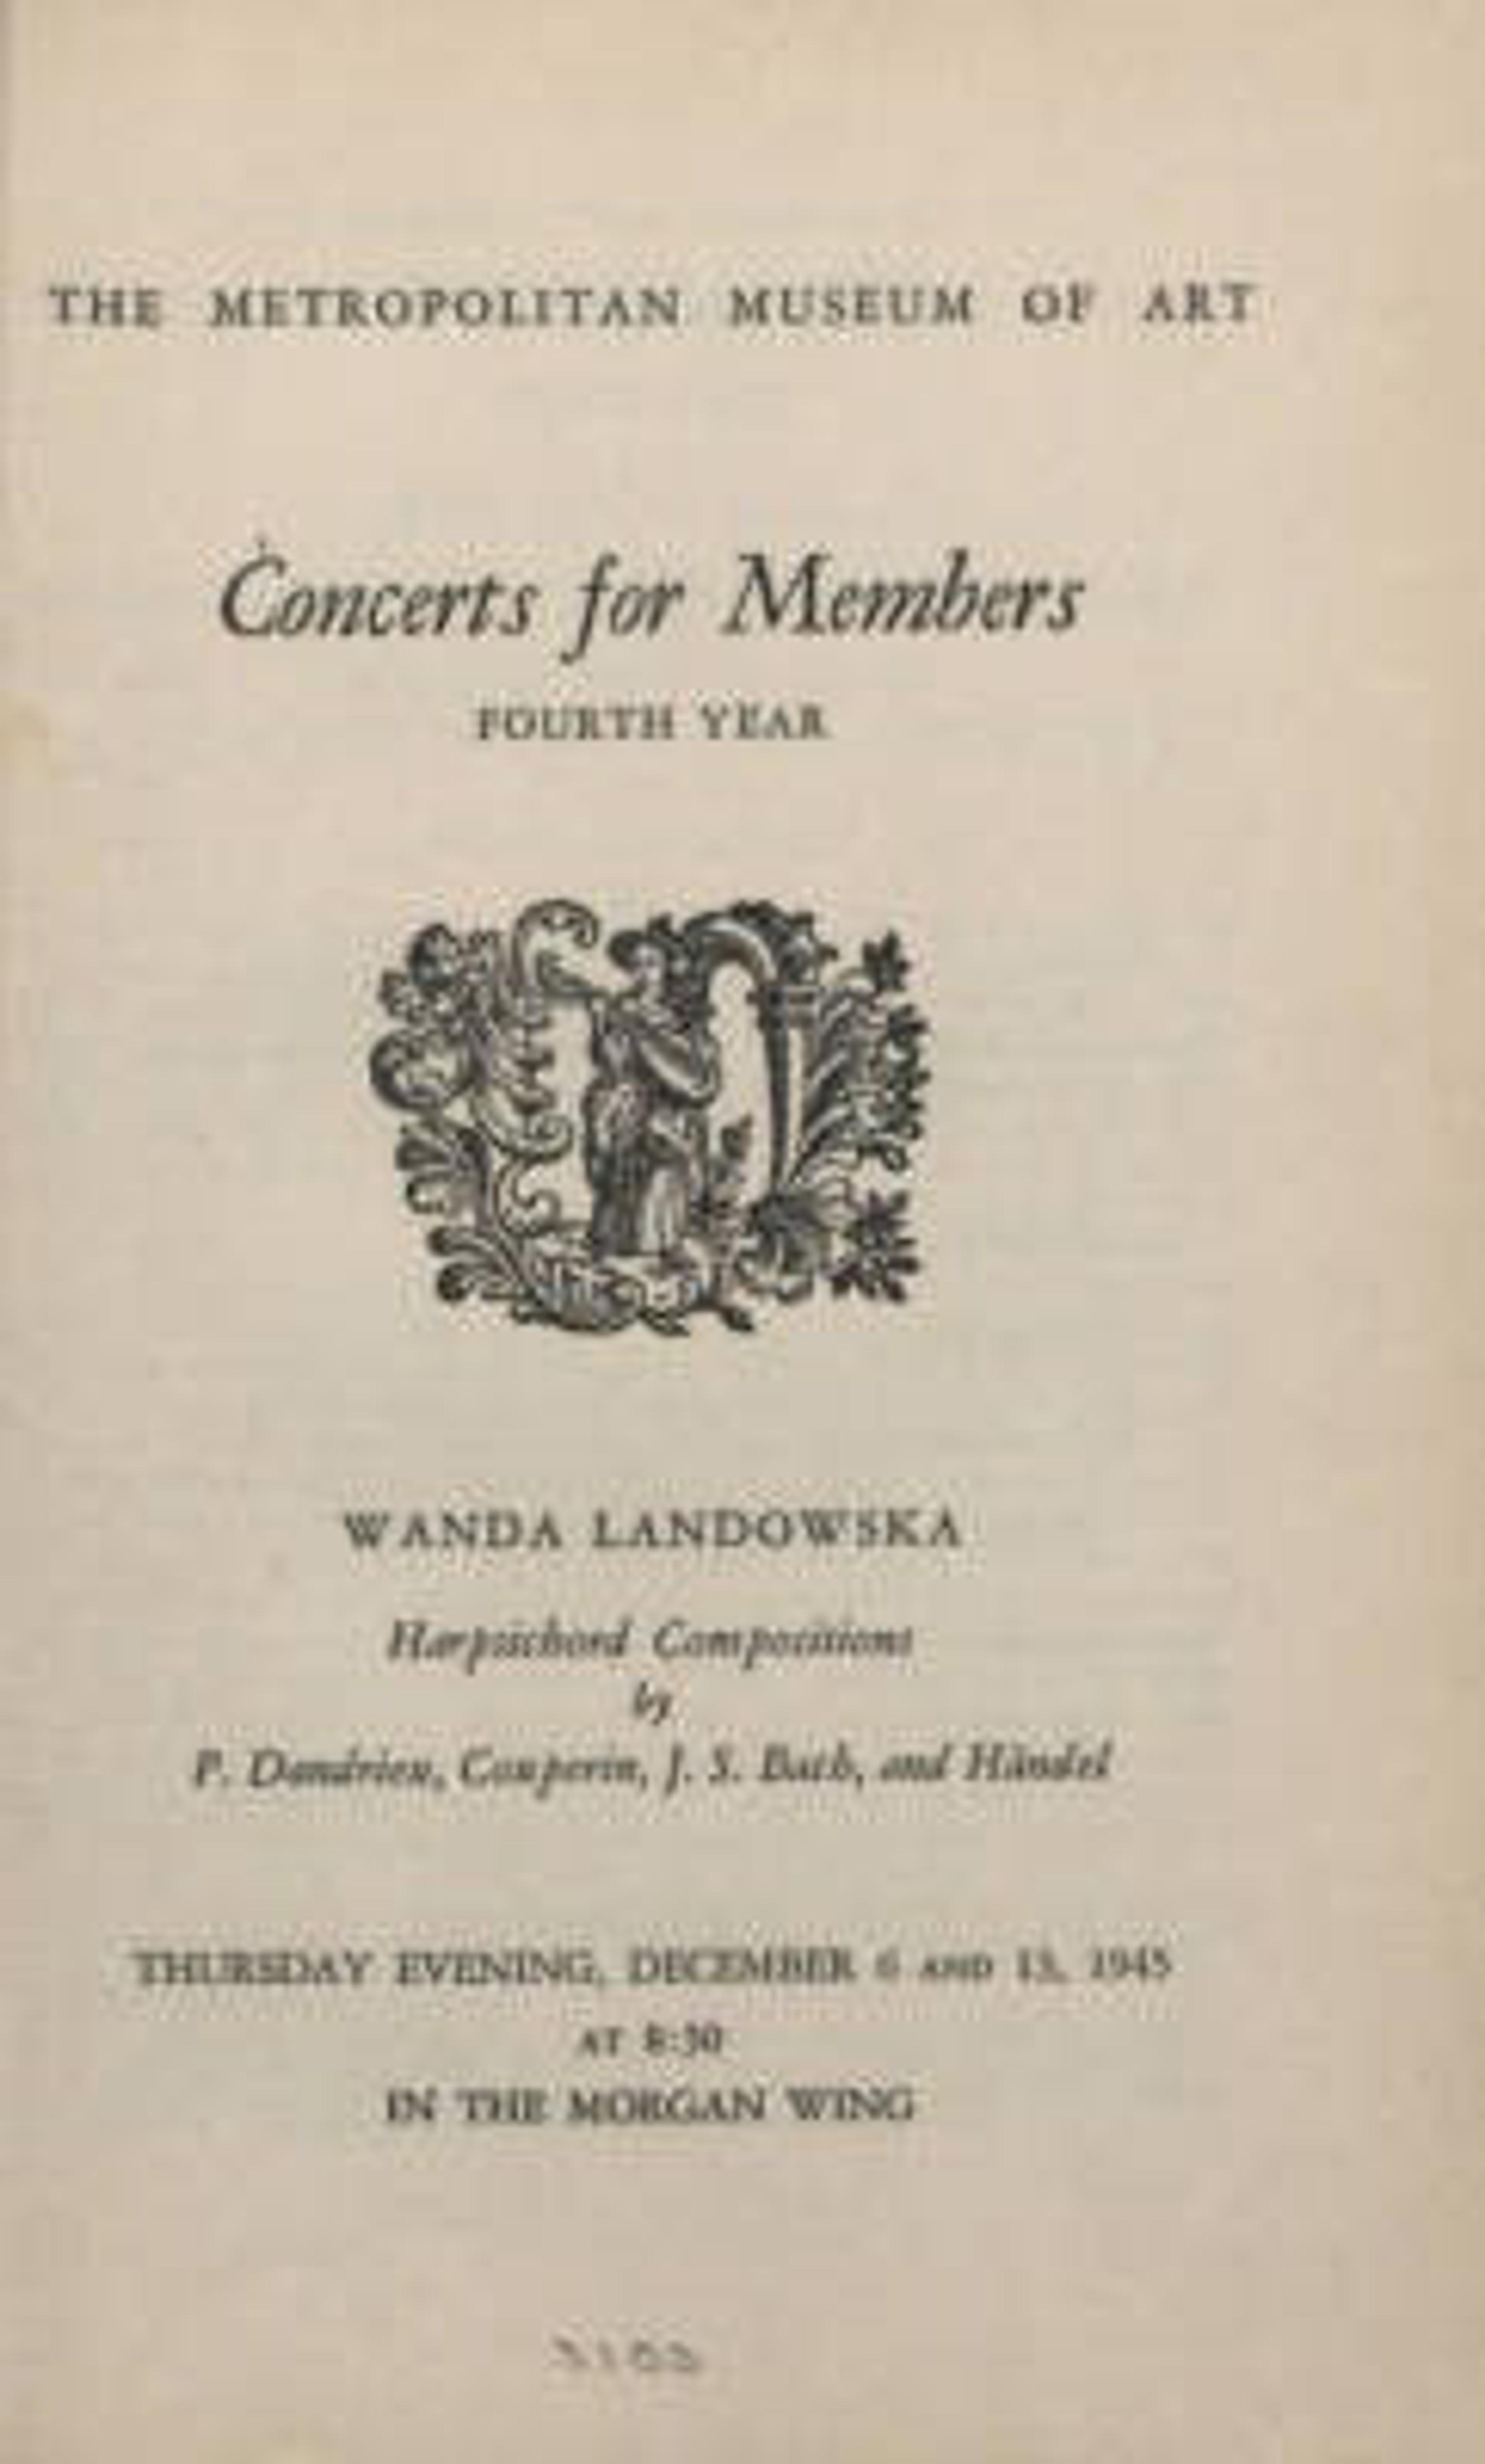 THE METROPOLITAN MUSEUM OF ART
Concerts for Members
FOURTH YEAR
WANDA LANDOWSKA
Harpsichord Compositions
by
P. Dandrieu, Couperin, J. S. Bach, and Händel
THURSDAY EVENING, DECEMBER 6 AND 13, 1945
AT 8:30
IN THE MORGAN WING